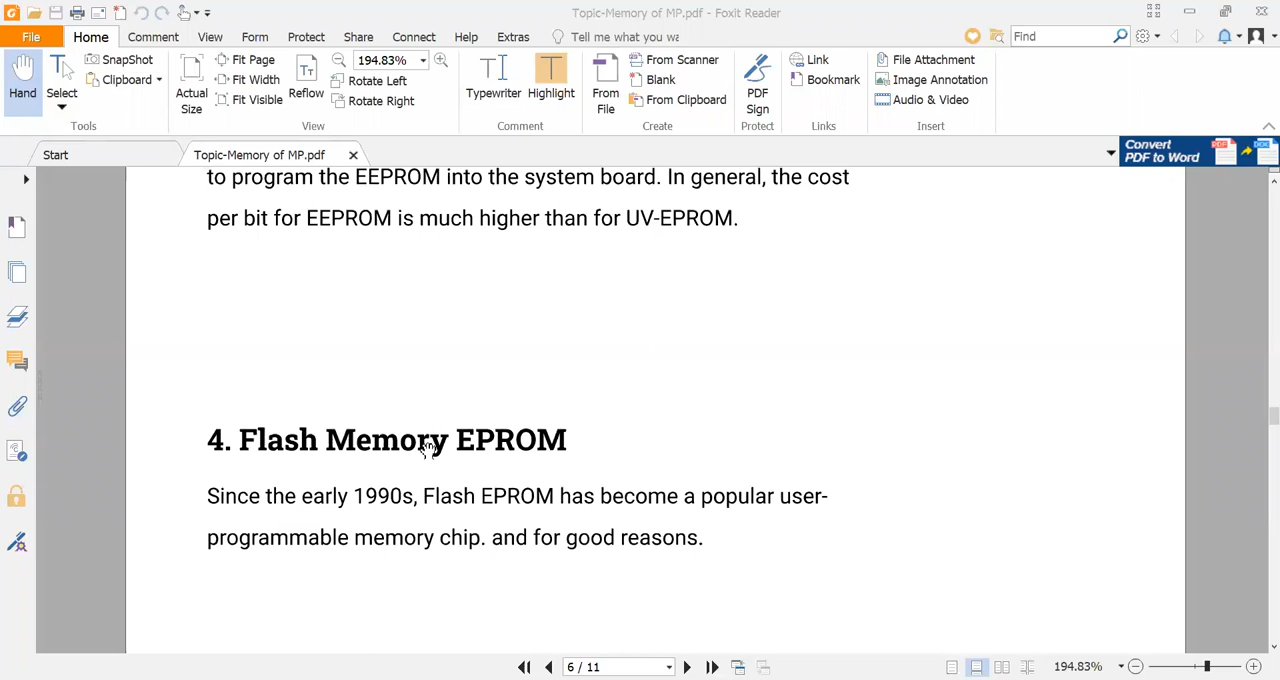 Topic-Memory of MP.pdf - Foxit Reader
File Home Comment View Form Protect Share Connect Help Extras Tell me what you wa Find
Hand
Select
SnapShot
Clipboard
Tools
Actual Size
Fit Page
Fit Width
Fit Visible
Reflow
194.83%
Rotate Left
Rotate Right
View
Typewriter
Highlight
Comment
From File
From Scanner
Blank
From Clipboard
Create
PDF Sign
Protect
Link
Bookmark
Links
File Attachment
Image Annotation
Audio & Video
Insert
Start
Topic-Memory of MP.pdf
Convert
PDF to Word
to program the EEPROM into the system board. In general, the cost
per bit for EEPROM is much higher than for UV-EPROM.
4. Flash Memory EPROM
Since the early 1990s, Flash EPROM has become a popular user-
programmable memory chip. and for good reasons.
6 / 11
194.83%